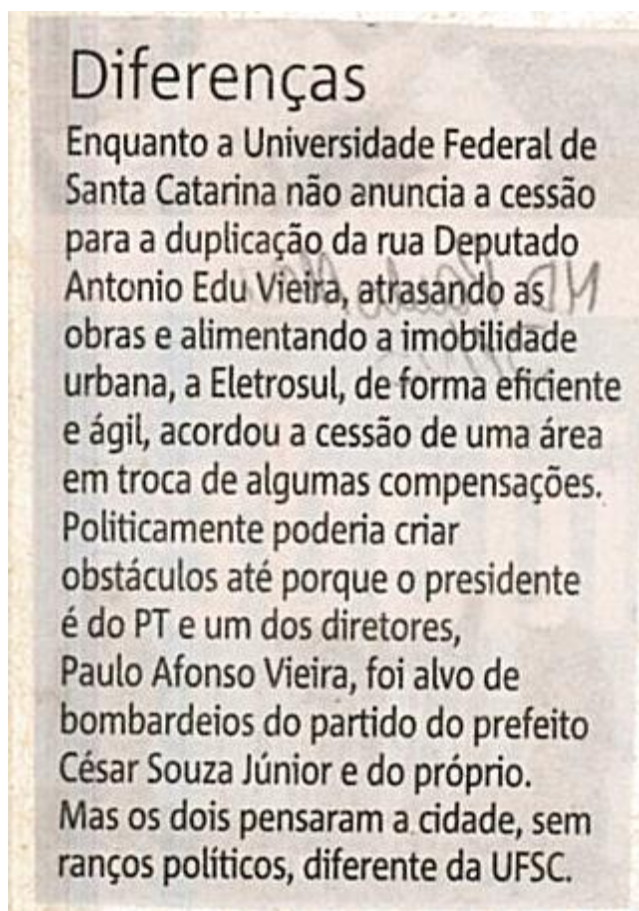 Diferenças
Enquanto a Universidade Federal de
Santa Catarina não anuncia a cessão
para a duplicação da rua Deputado
Antonio Edu Vieira, atrasando as
obras e alimentando a imobilidade
urbana, a Eletrosul, de forma eficiente
e ágil, acordou a cessão de uma área
em troca de algumas compensações.
Politicamente poderia criar
obstáculos até porque o presidente
é do PT e um dos diretores,
Paulo Afonso Vieira, foi alvo de
bombardeios do partido do prefeito
César Souza Júnior e do próprio.
Mas os dois pensaram a cidade, sem
ranços políticos, diferente da UFSC.